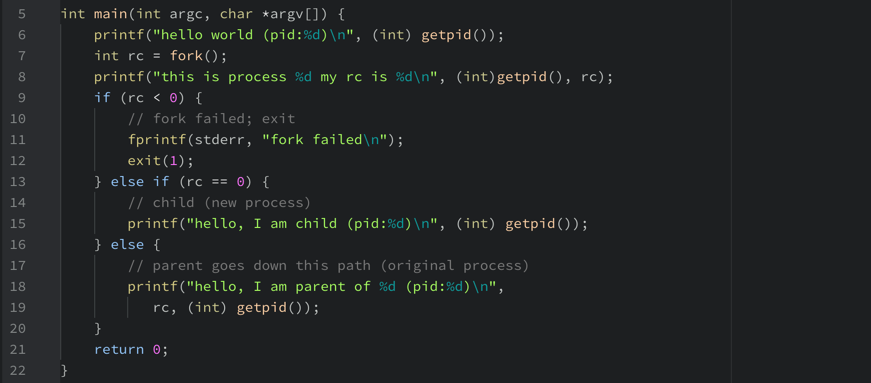 5 int main(int argc, char *argv[]) {
6     printf("hello world (pid:%d)\n", (int) getpid());
7     int rc = fork();
8     printf("this is process %d my rc is %d\n", (int)getpid(), rc);
9     if (rc < 0) {
10         // fork failed; exit
11         fprintf(stderr, "fork failed\n");
12         exit(1);
13     } else if (rc == 0) {
14         // child (new process)
15         printf("hello, I am child (pid:%d)\n", (int) getpid());
16     } else {
17         // parent goes down this path (original process)
18         printf("hello, I am parent of %d (pid:%d)\n",
19            rc, (int) getpid());
20     }
21     return 0;
22 }